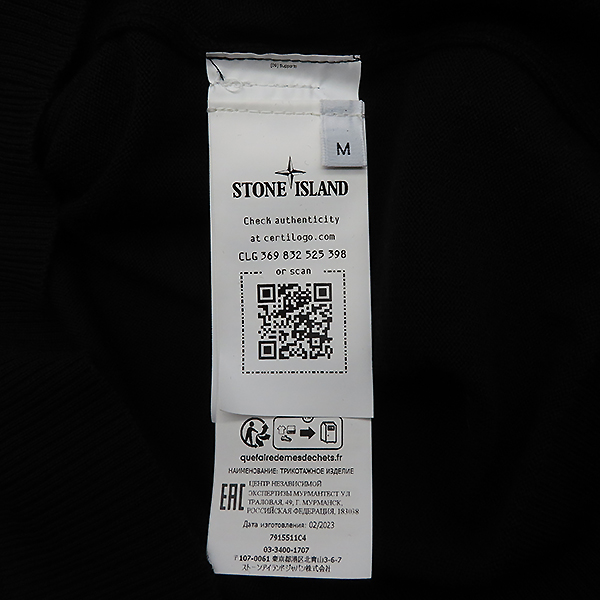 M
STONE ISLAND
Check authenticity
at certilogo.com
CLG 369 832 525 398
or scan
quefairedemesdechets.fr
НАИМЕНОВАНИЕ: ТРИКОТАЖНОЕ ИЗДЕЛИЕ
EAC
ЦЕНТР НЕЗАВИСИМОЙ
ЭКСПЕРТИЗЫ МУРМАНТЕСТ УЛ
ТРАЛОВАЯ, 49, Г. МУРМАНСК,
РОССИЙСКАЯ ФЕДЕРАЦИЯ, 183038
Дата изготовления: 02/2023
7915511C4
03-3400-1707
〒107-0061 東京都港区北青山3-6-7
ストーンアイランドジャパン株式会社